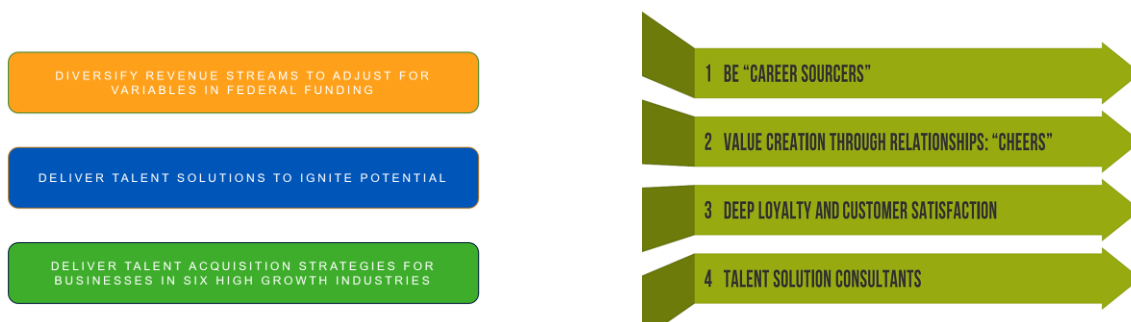 DIVERSIFY REVENUE STREAMS TO ADJUST FOR
VARIABLES IN FEDERAL FUNDING
DELIVER TALENT SOLUTIONS TO IGNITE POTENTIAL
DELIVER TALENT ACQUISITION STRATEGIES FOR
BUSINESSES IN SIX HIGH GROWTH INDUSTRIES
1 BE “CAREER SOURCERS”
2 VALUE CREATION THROUGH RELATIONSHIPS: “CHEERS”
3 DEEP LOYALTY AND CUSTOMER SATISFACTION
4 TALENT SOLUTION CONSULTANTS